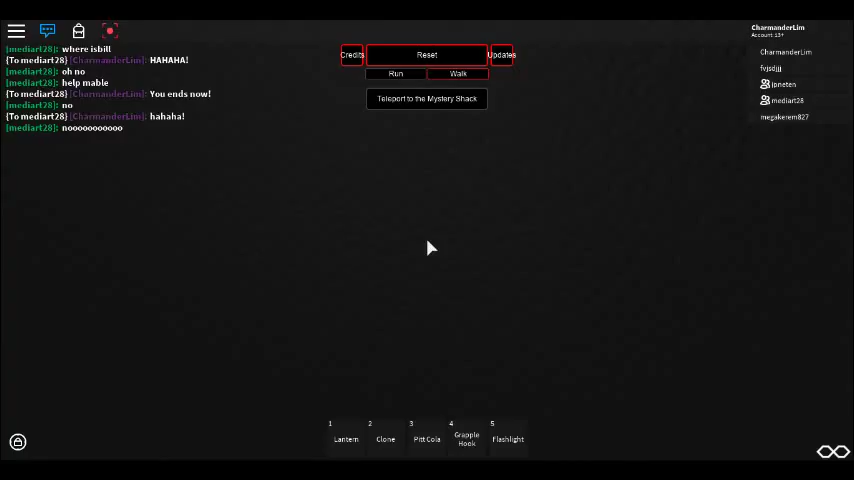 [mediart28]: where isbill
{To mediart28} [CharmanderLim]: HAHAHA!
[mediart28]: oh no
[mediart28]: help mable
{To mediart28} [CharmanderLim]: You ends now!
[mediart28]: no
{To mediart28} [CharmanderLim]: hahaha!
[mediart28]: nooooooooooo
Credits
Reset
Updates
Run
Walk
Teleport to the Mystery Shack
CharmanderLim
Account: 13+
CharmanderLim
fvjsdjjj
jpneten
mediart28
megakerem827
1
Lantern
2
Clone
3
Pitt Cola
4
Grapple
Hook
5
Flashlight